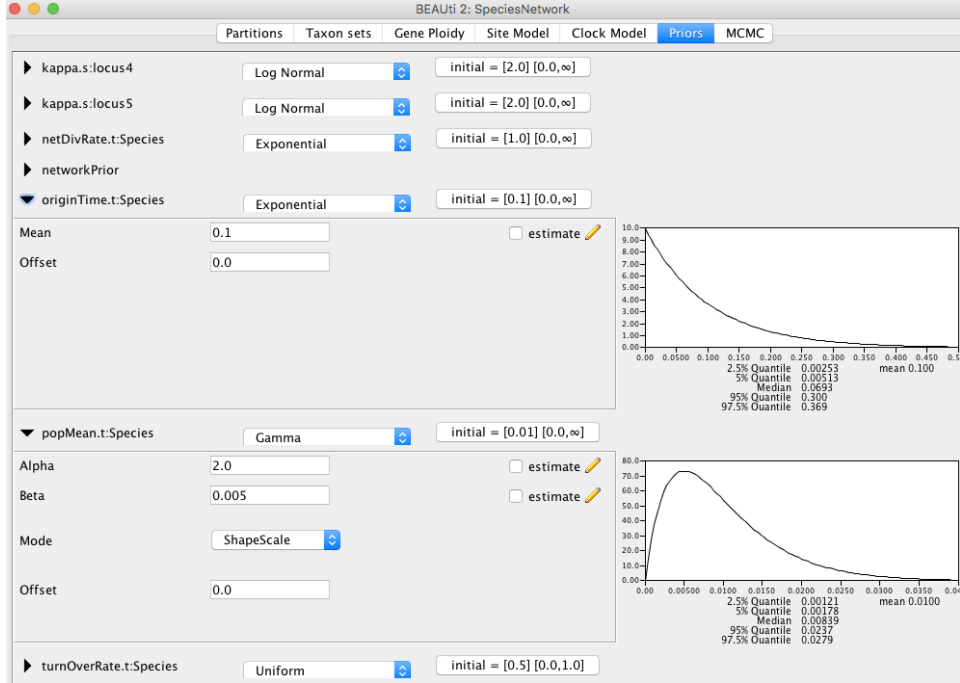 BEAUti 2: SpeciesNetwork
Partitions Taxon sets Gene Ploidy Site Model Clock Model Priors MCMC
kappa.s:locus4 Log Normal initial = [2.0] [0.0,∞]
kappa.s:locus5 Log Normal initial = [2.0] [0.0,∞]
netDivRate.t:Species Exponential initial = [1.0] [0.0,∞]
networkPrior
originTime.t:Species Exponential initial = [0.1] [0.0,∞]
Mean 0.1 estimate
Offset 0.0
10.0
9.00
8.00
7.00
6.00
5.00
4.00
3.00
2.00
1.00
0.00
0.00 0.0500 0.100 0.150 0.200 0.250 0.300 0.350 0.400 0.450 0.5
2.5% Quantile 0.00253 mean 0.100
5% Quantile 0.00513
Median 0.0693
95% Quantile 0.300
97.5% Quantile 0.369
popMean.t:Species Gamma initial = [0.01] [0.0,∞]
Alpha 2.0 estimate
Beta 0.005 estimate
Mode ShapeScale
Offset 0.0
80.0
70.0
60.0
50.0
40.0
30.0
20.0
10.0
0.00
0.00 0.00500 0.0100 0.0150 0.0200 0.0250 0.0300 0.0350 0.04
2.5% Quantile 0.00121 mean 0.0100
5% Quantile 0.00178
Median 0.00839
95% Quantile 0.0237
97.5% Quantile 0.0279
turnOverRate.t:Species Uniform initial = [0.5] [0.0,1.0]